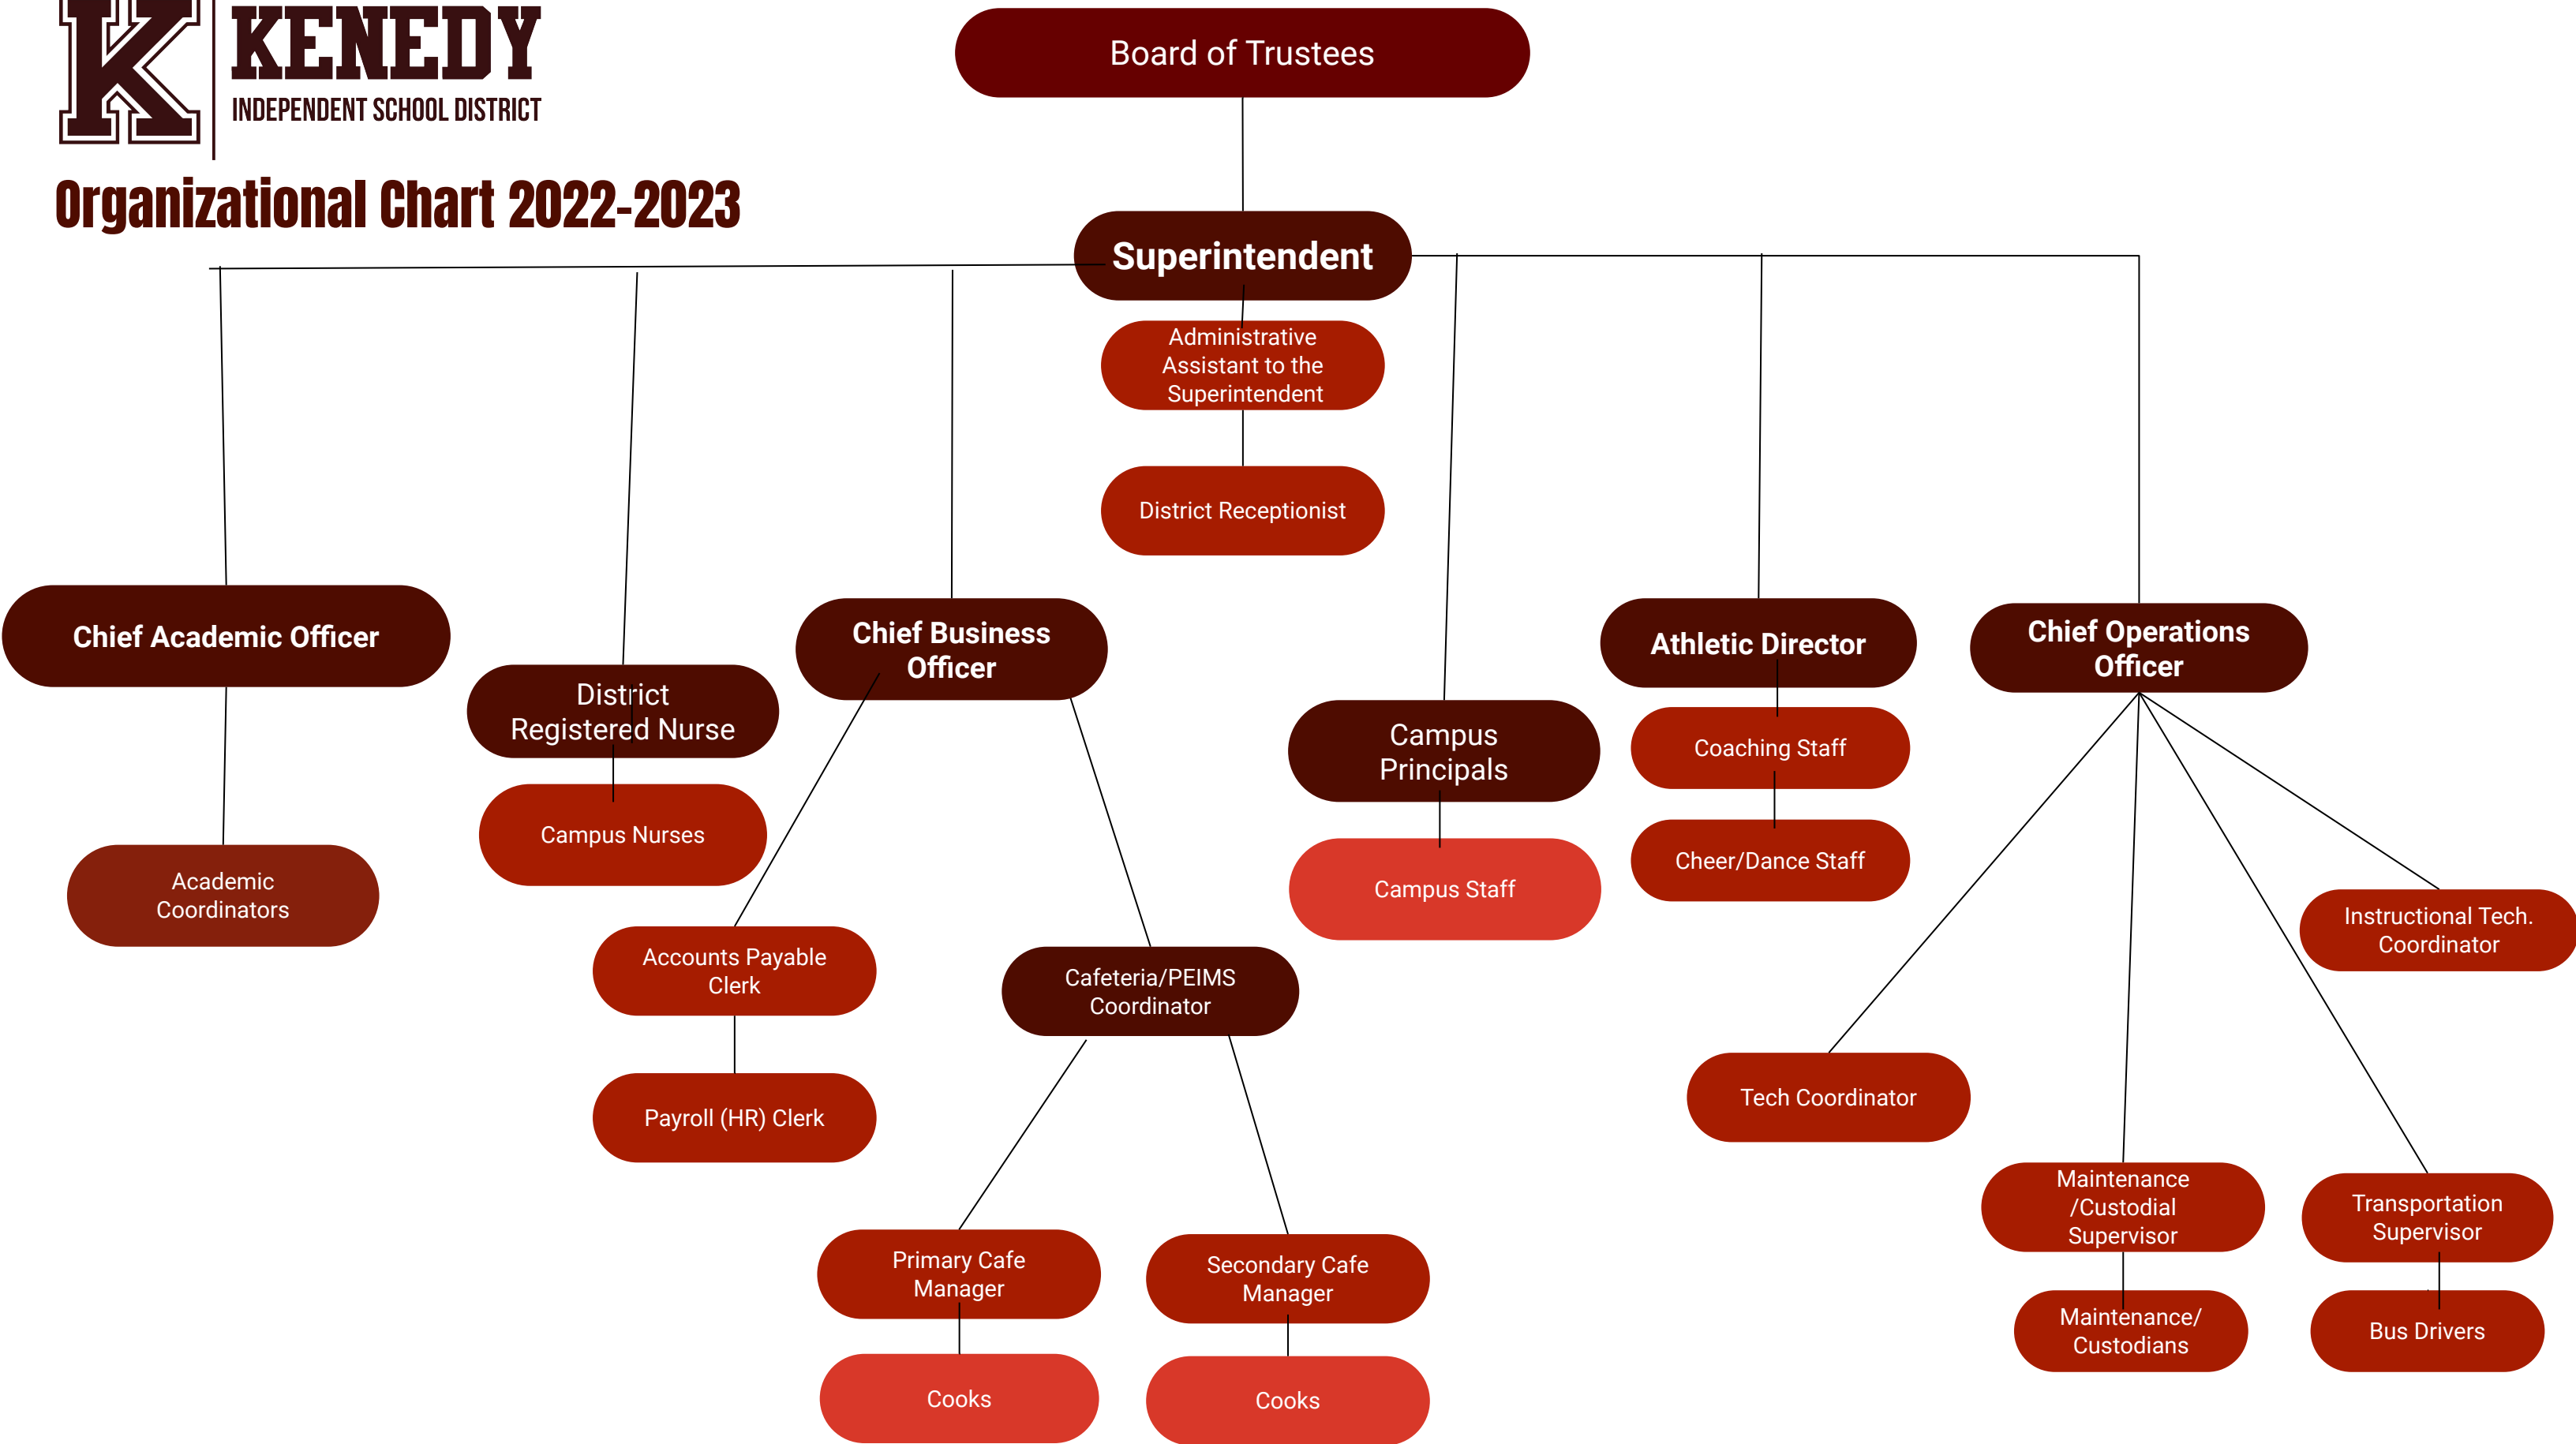 K
KENEDY
INDEPENDENT SCHOOL DISTRICT
Organizational Chart 2022-2023
Board of Trustees
Superintendent
Administrative
Assistant to the
Superintendent
District Receptionist
Chief Academic Officer
Academic
Coordinators
District
Registered Nurse
Campus Nurses
Chief Business
Officer
Accounts Payable
Clerk
Payroll (HR) Clerk
Cafeteria/PEIMS
Coordinator
Primary Cafe
Manager
Cooks
Secondary Cafe
Manager
Cooks
Campus
Principals
Campus Staff
Athletic Director
Coaching Staff
Cheer/Dance Staff
Chief Operations
Officer
Tech Coordinator
Maintenance
/Custodial
Supervisor
Maintenance/
Custodians
Transportation
Supervisor
Bus Drivers
Instructional Tech.
Coordinator